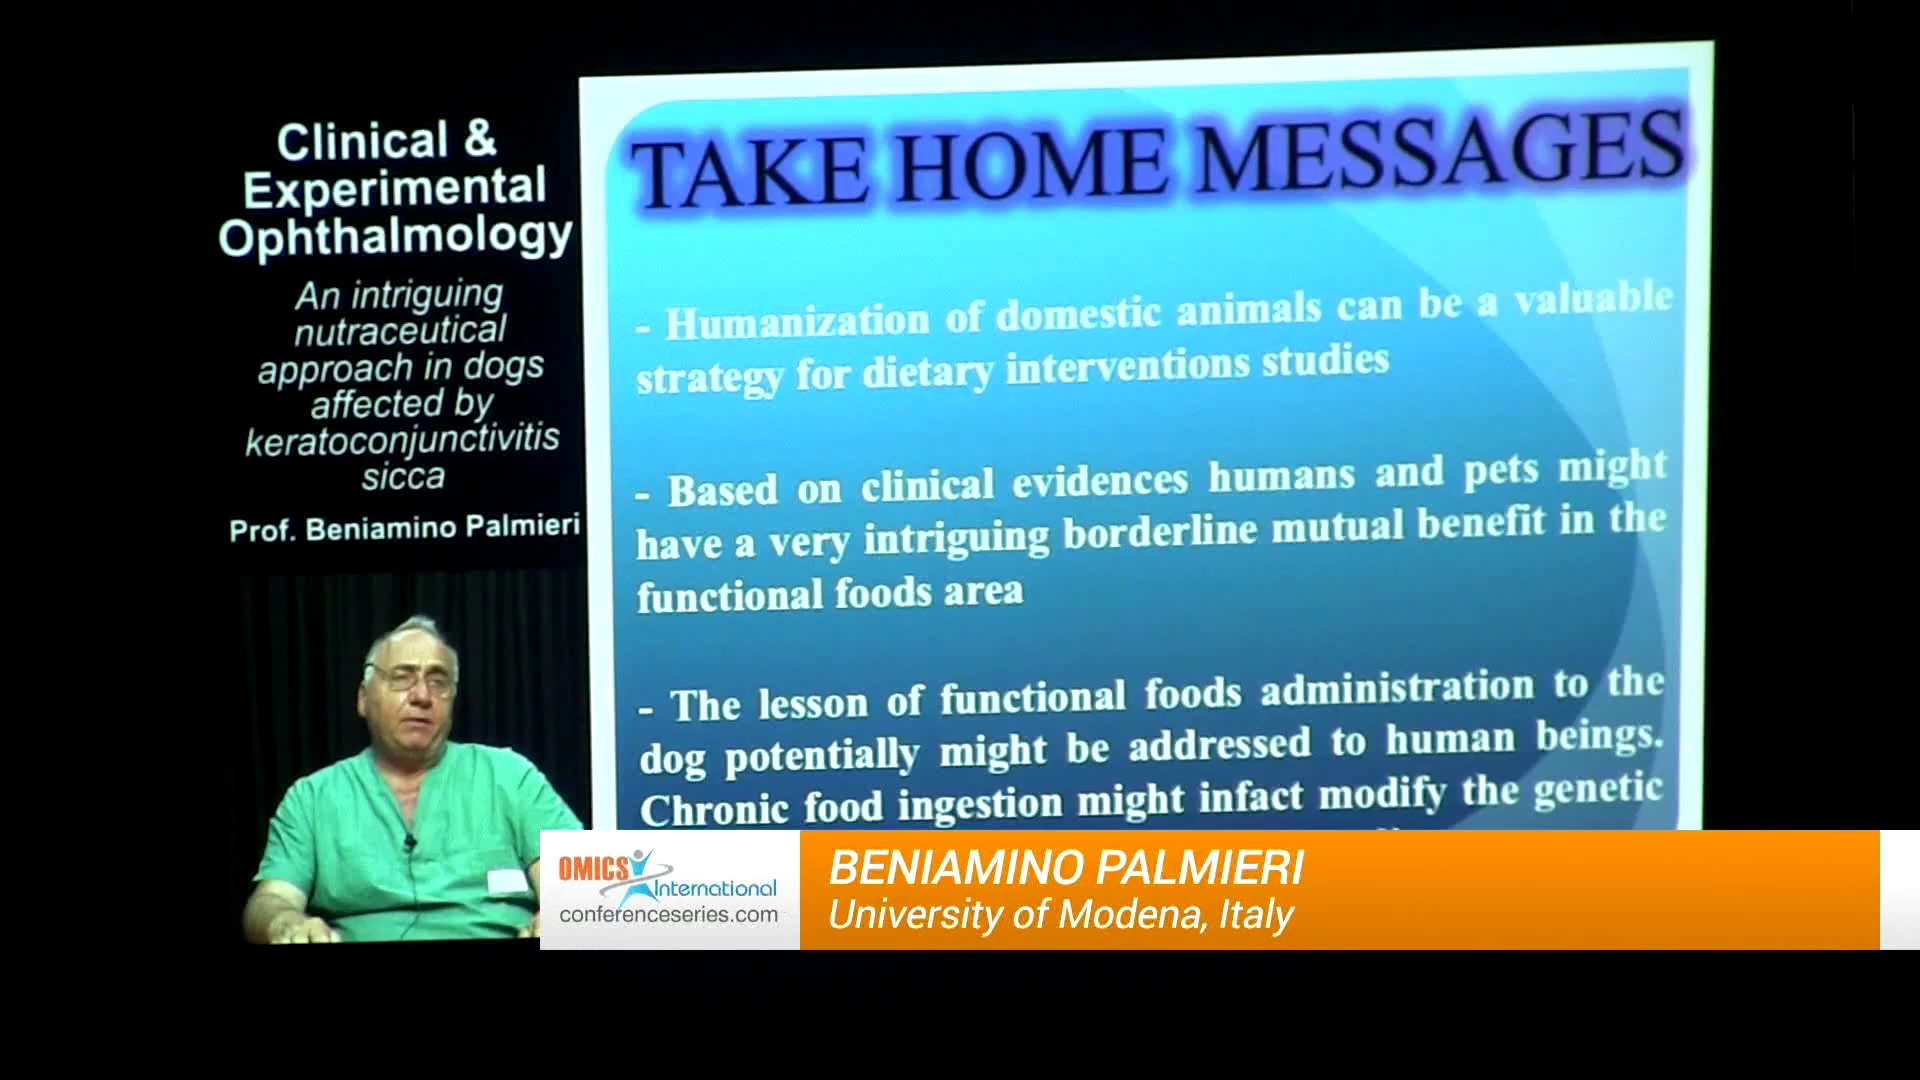 Clinical &
Experimental
Ophthalmology
An intriguing
nutraceutical
approach in dogs
affected by
keratoconjunctivitis
sicca
Prof. Beniamino Palmieri
TAKE HOME MESSAGES
- Humanization of domestic animals can be a valuable
strategy for dietary interventions studies
- Based on clinical evidences humans and pets might
have a very intriguing borderline mutual benefit in the
functional foods area
- The lesson of functional foods administration to the
dog potentially might be addressed to human beings.
Chronic food ingestion might infact modify the genetic
OMICS International
conferenceseries.com
BENIAMINO PALMIERI
University of Modena, Italy